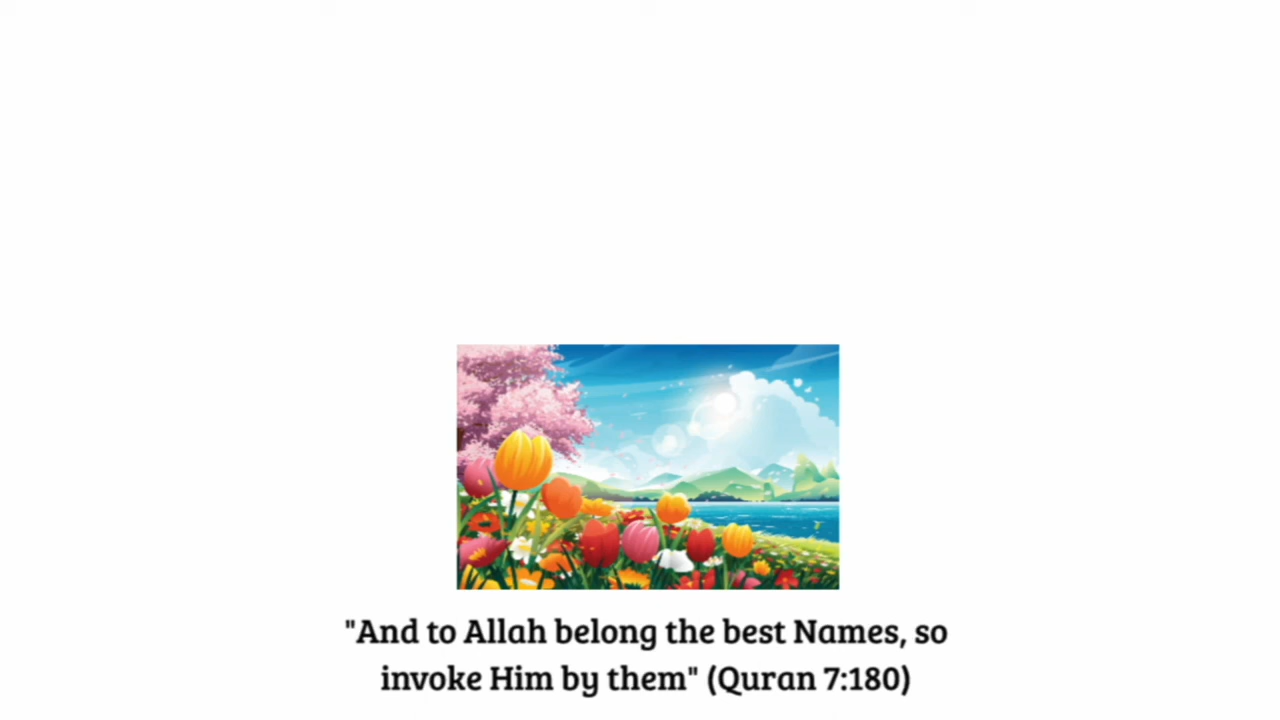 "And to Allah belong the best Names, so
invoke Him by them" (Quran 7:180)